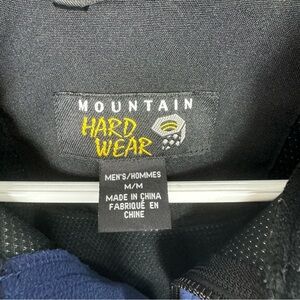 MOUNTAIN
HARD
WEAR
MEN'S/HOMMES
M/M
MADE IN CHINA
FABRIQUÉ EN
CHINE